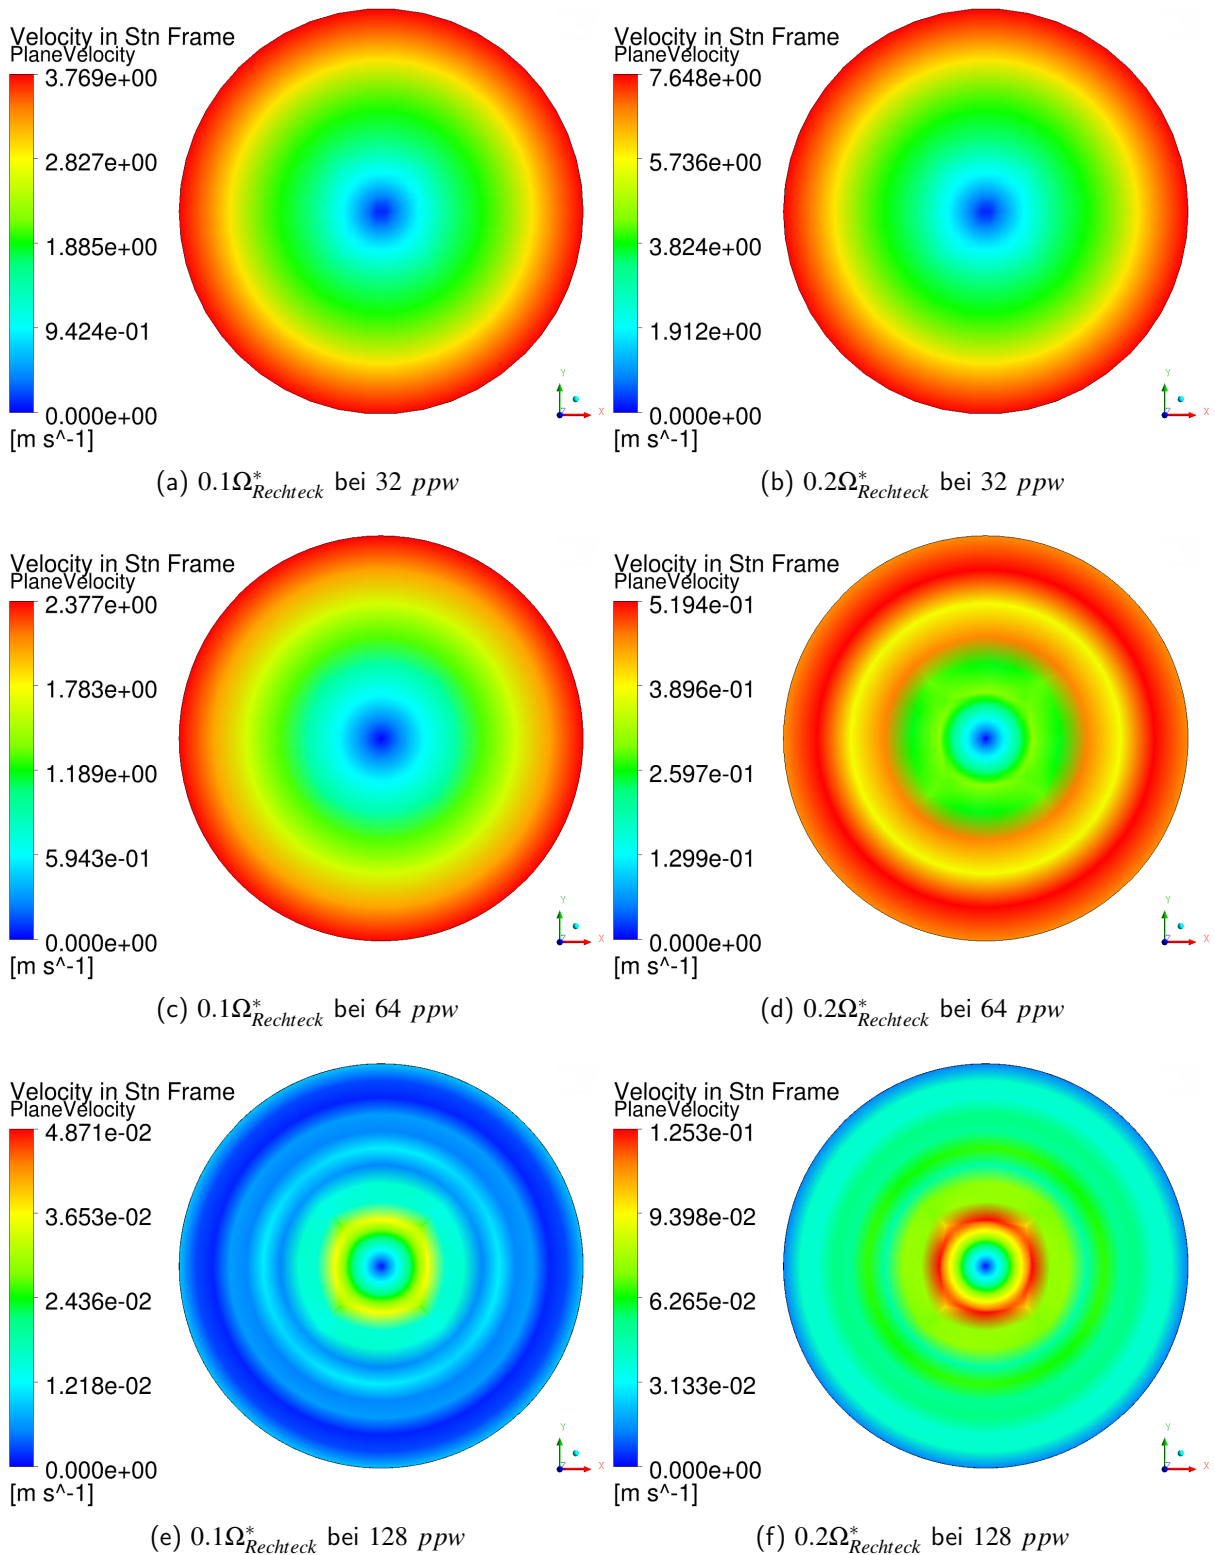 Velocity in Stn Frame
PlaneVelocity
3.769e+00
2.827e+00
1.885e+00
9.424e-01
0.000e+00
[m s^-1]
Y
X
Z
(a) 0.1Ω*Rechteck bei 32 ppw
Velocity in Stn Frame
PlaneVelocity
7.648e+00
5.736e+00
3.824e+00
1.912e+00
0.000e+00
[m s^-1]
Y
X
Z
(b) 0.2Ω*Rechteck bei 32 ppw
Velocity in Stn Frame
PlaneVelocity
2.377e+00
1.783e+00
1.189e+00
5.943e-01
0.000e+00
[m s^-1]
Y
X
Z
(c) 0.1Ω*Rechteck bei 64 ppw
Velocity in Stn Frame
PlaneVelocity
5.194e-01
3.896e-01
2.597e-01
1.299e-01
0.000e+00
[m s^-1]
Y
X
Z
(d) 0.2Ω*Rechteck bei 64 ppw
Velocity in Stn Frame
PlaneVelocity
4.871e-02
3.653e-02
2.436e-02
1.218e-02
0.000e+00
[m s^-1]
Y
X
Z
(e) 0.1Ω*Rechteck bei 128 ppw
Velocity in Stn Frame
PlaneVelocity
1.253e-01
9.398e-02
6.265e-02
3.133e-02
0.000e+00
[m s^-1]
Y
X
Z
(f) 0.2Ω*Rechteck bei 128 ppw